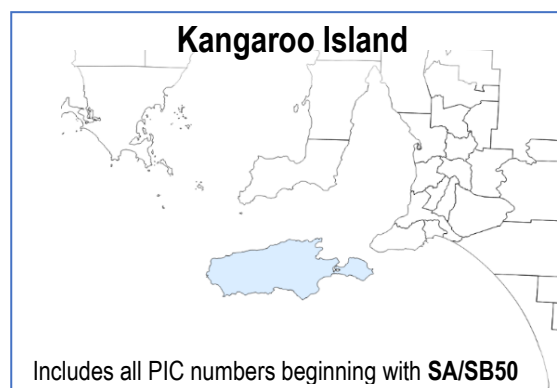 Kangaroo Island
Includes all PIC numbers beginning with SA/SB50